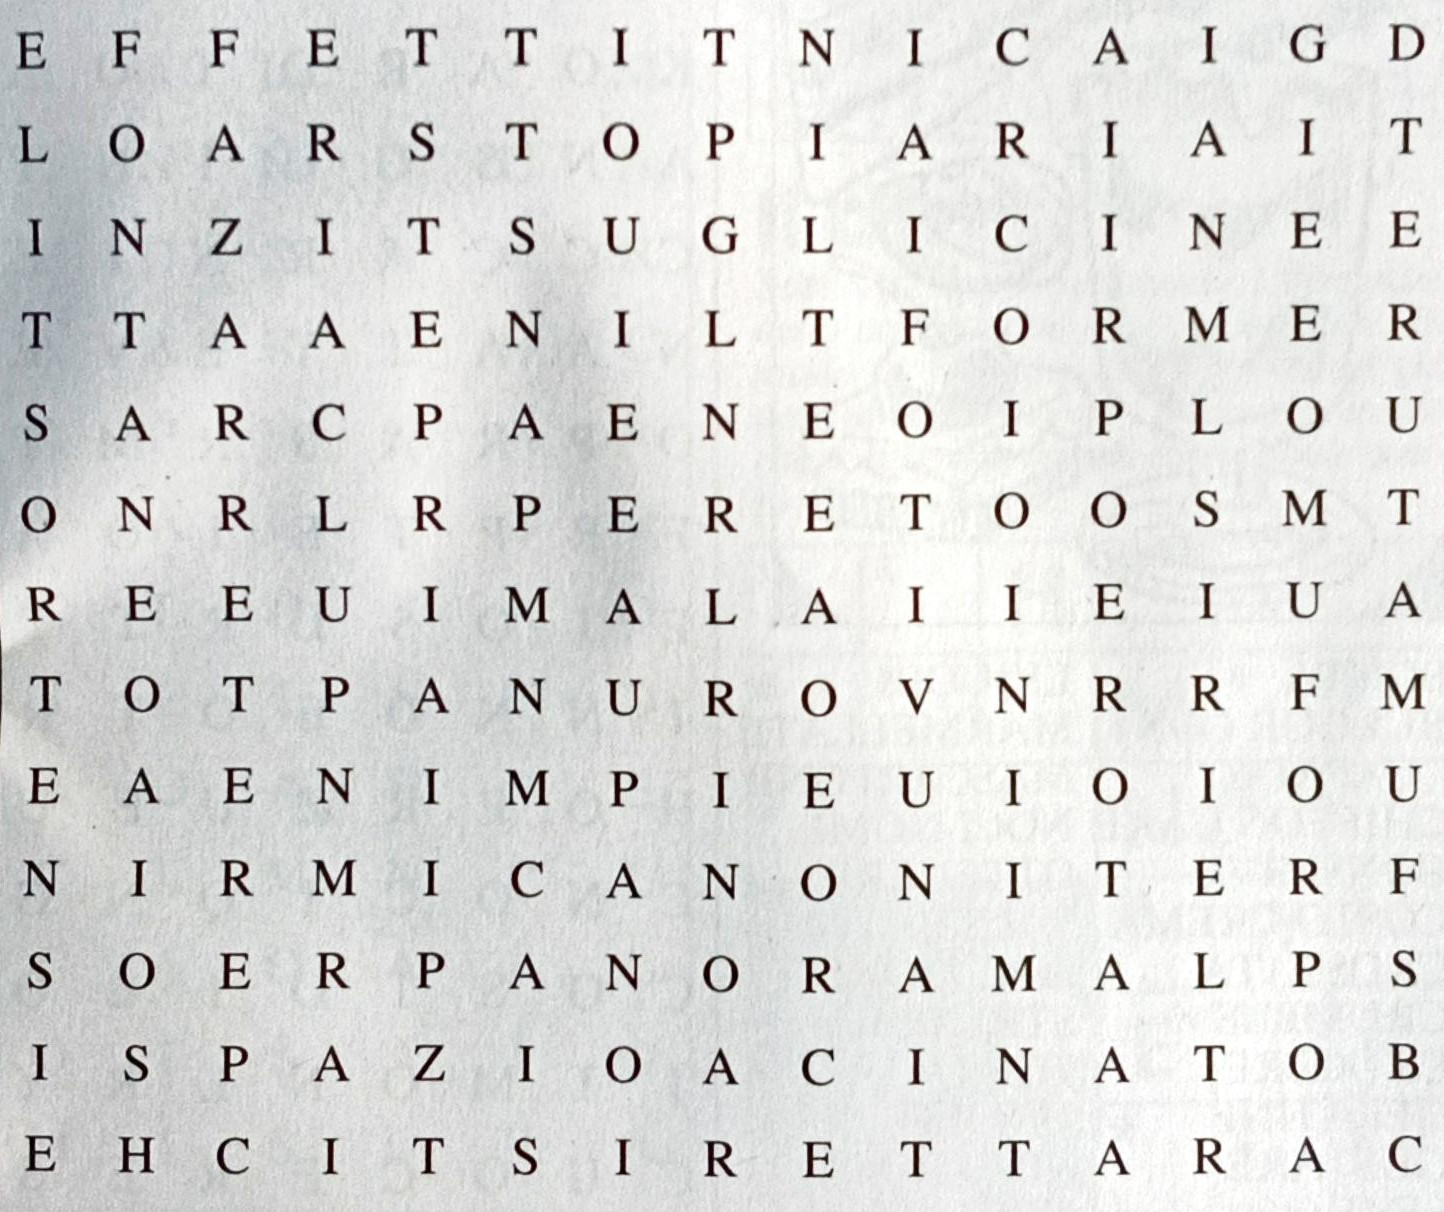 E F F E T T I T N I C A I G D
L O A R S T O P I A R I A I T
I N Z I T S U G L I C I N E E
T T A A E N I L T F O R M E R
S A R C P A E N E O I P L O U
O N R L R P E R E T O O S M T
R E E U I M A L A I I E I U A
T O T P A N U R O V N R R F M
E A E N I M P I E U I O I O U
N I R M I C A N O N I T E R F
S O E R P A N O R A M A L P S
I S P A Z I O A C I N A T O B
E H C I T S I R E T T A R A C